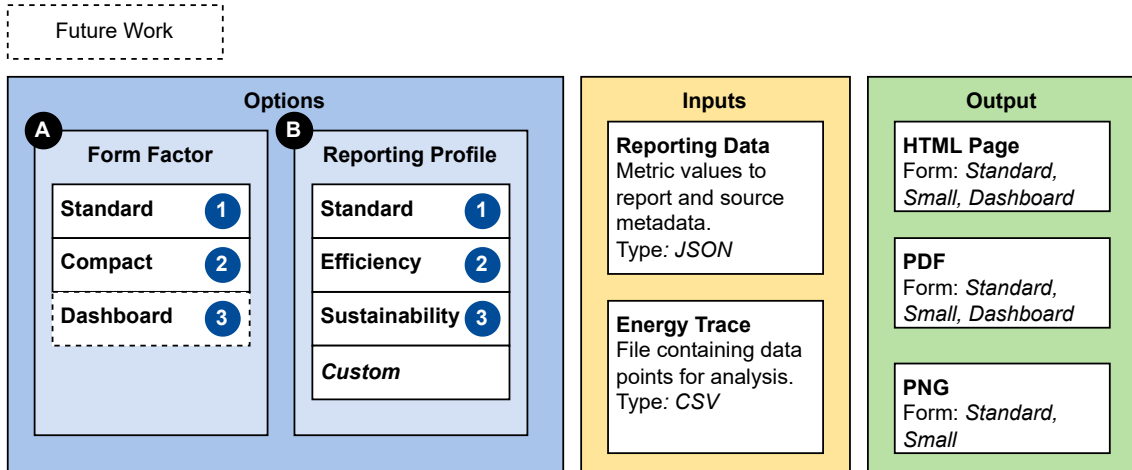 Future Work
Options
A
Form Factor
Standard 1
Compact 2
Dashboard 3
B
Reporting Profile
Standard 1
Efficiency 2
Sustainability 3
Custom
Inputs
Reporting Data
Metric values to
report and source
metadata.
Type: JSON
Energy Trace
File containing data
points for analysis.
Type: CSV
Output
HTML Page
Form: Standard,
Small, Dashboard
PDF
Form: Standard,
Small, Dashboard
PNG
Form: Standard,
Small